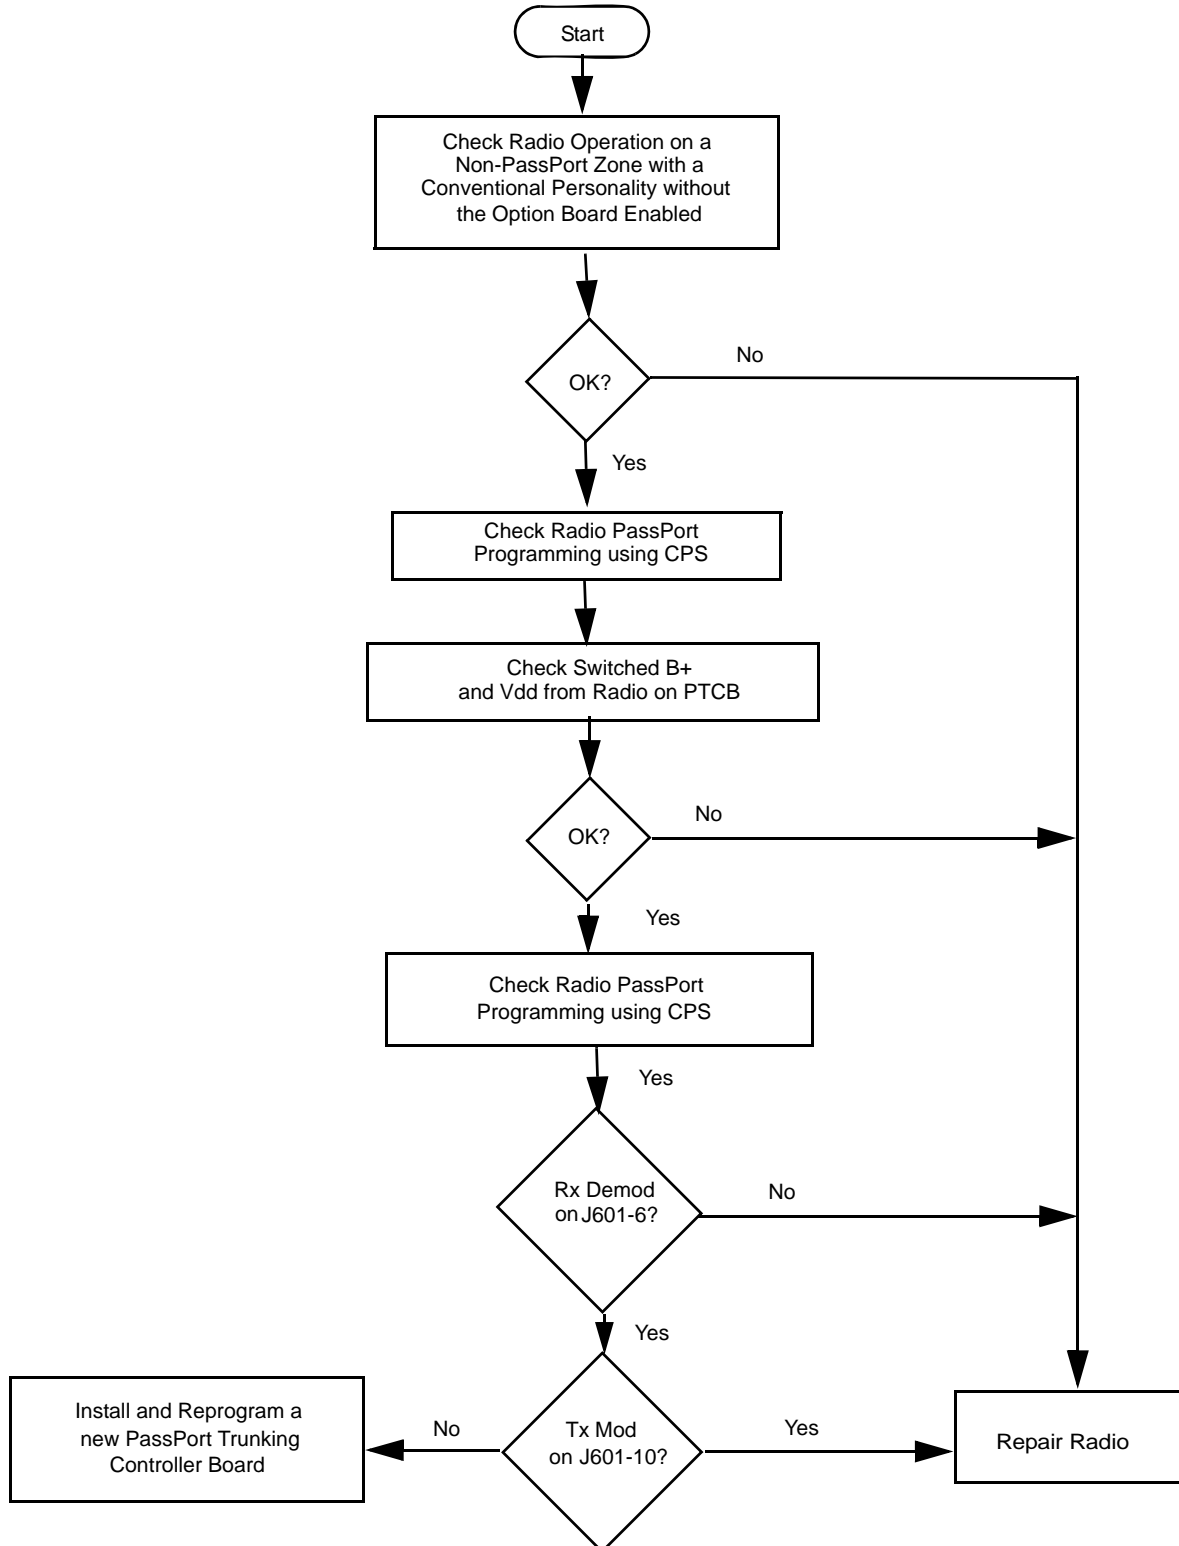 Start
Check Radio Operation on a
Non-PassPort Zone with a
Conventional Personality without
the Option Board Enabled
No
OK?
Yes
Check Radio PassPort
Programming using CPS
Check Switched B+
and Vdd from Radio on PTCB
No
OK?
Yes
Check Radio PassPort
Programming using CPS
Yes
Rx Demod
on J601-6?
No
Yes
Install and Reprogram a
new PassPort Trunking
Controller Board
No
Tx Mod
on J601-10?
Yes
Repair Radio